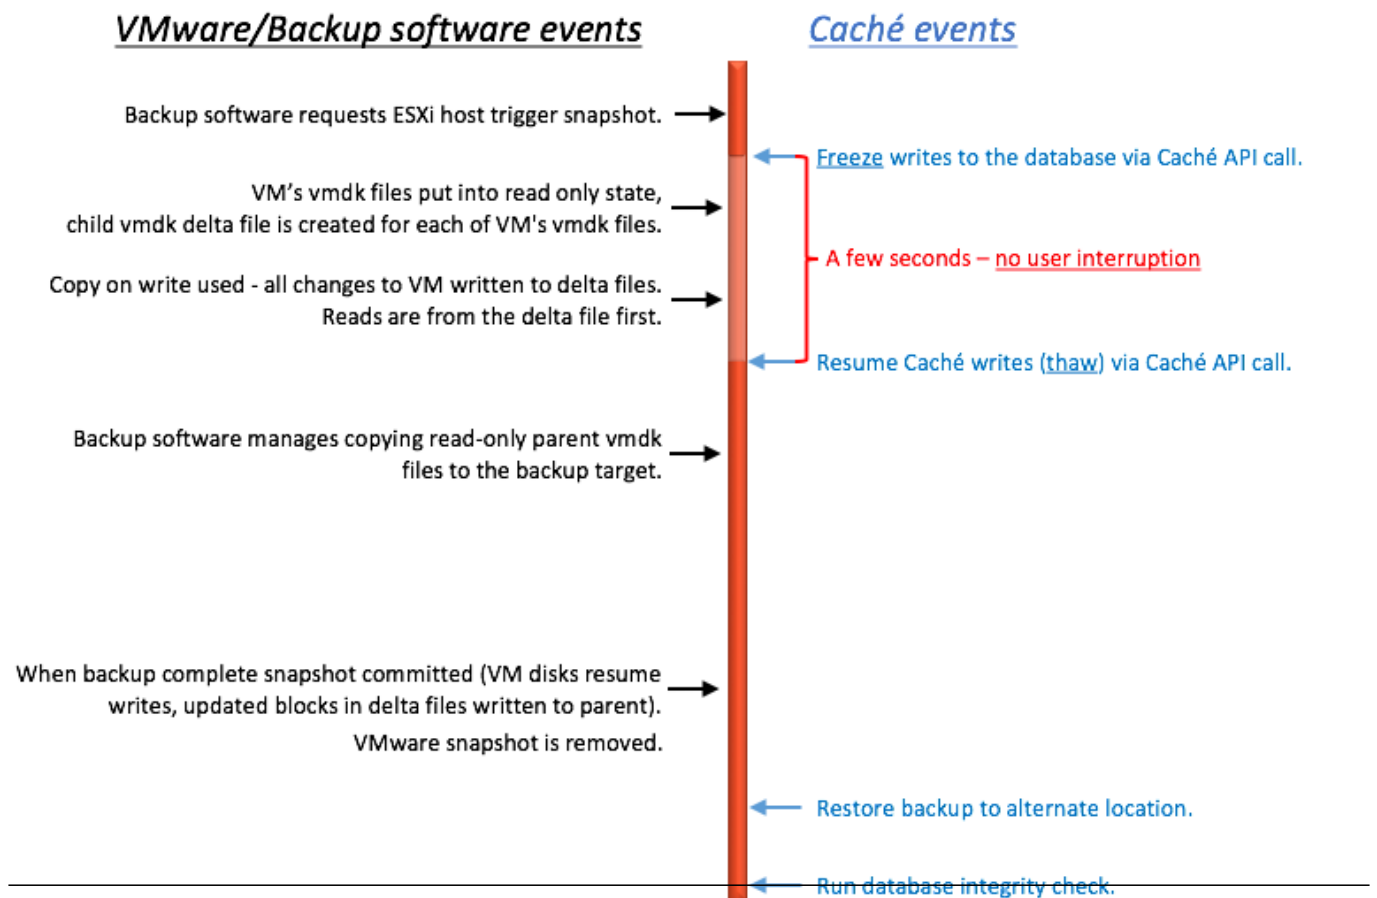 VMware/Backup software events
Caché events
Backup software requests ESXi host trigger snapshot.
Freeze writes to the database via Caché API call.
VM's vmdk files put into read only state,
child vmdk delta file is created for each of VM's vmdk files.
A few seconds – no user interruption
Copy on write used - all changes to VM written to delta files.
Reads are from the delta file first.
Resume Caché writes (thaw) via Caché API call.
Backup software manages copying read-only parent vmdk
files to the backup target.
When backup complete snapshot committed (VM disks resume
writes, updated blocks in delta files written to parent).
VMware snapshot is removed.
Restore backup to alternate location.
Run database integrity check.